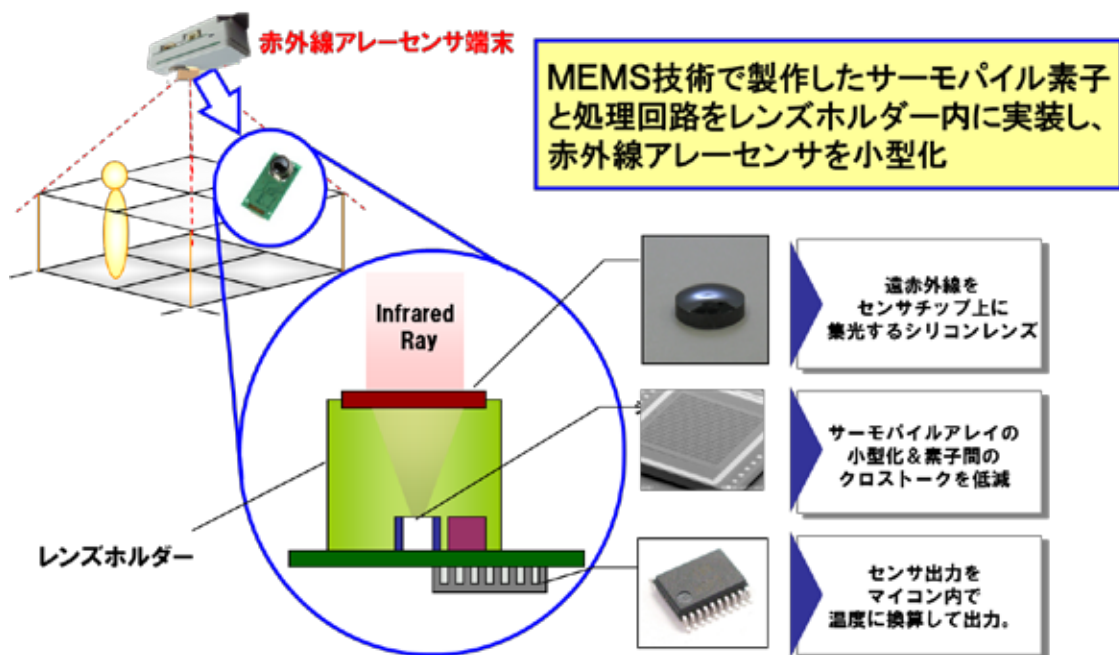 赤外線アレーセンサ端末
MEMS技術で製作したサーモパイル素子
と処理回路をレンズホルダー内に実装し、
赤外線アレーセンサを小型化
Infrared
Ray
遠赤外線を
センサチップ上に
集光するシリコンレンズ
サーモパイルアレイの
小型化&素子間の
クロストークを低減
レンズホルダー
センサ出力を
マイコン内で
温度に換算して出力。